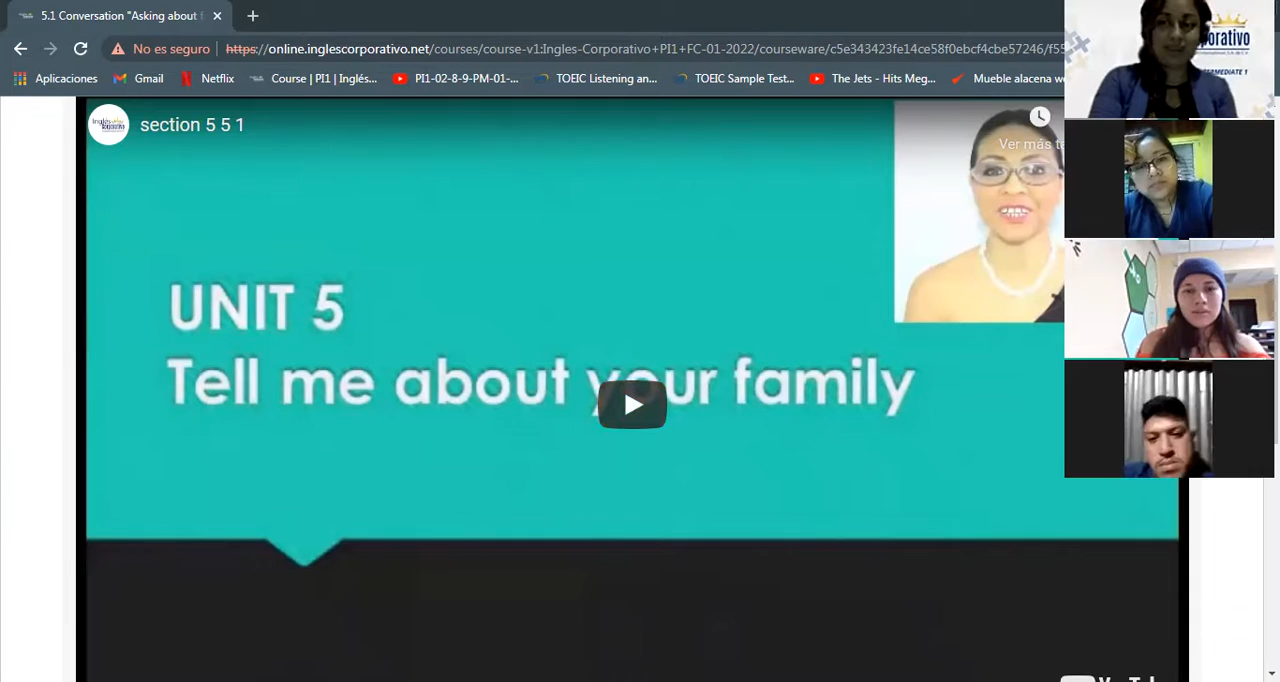 5.1 Conversation "Asking about f
No es seguro
https://online.inglescorporativo.net/courses/course-v1:Ingles-Corporativo+PI1+FC-01-2022/courseware/c5e343423fe14ce58f0ebcf4cbe57246/f55
Aplicaciones
Gmail
Netflix
Course | PI1 | Inglés...
PI1-02-8-9-PM-01-...
TOEIC Listening an...
TOEIC Sample Test...
The Jets - Hits Meg...
Mueble alacena
section 5 5 1
Ver más
UNIT 5
Tell me about your family